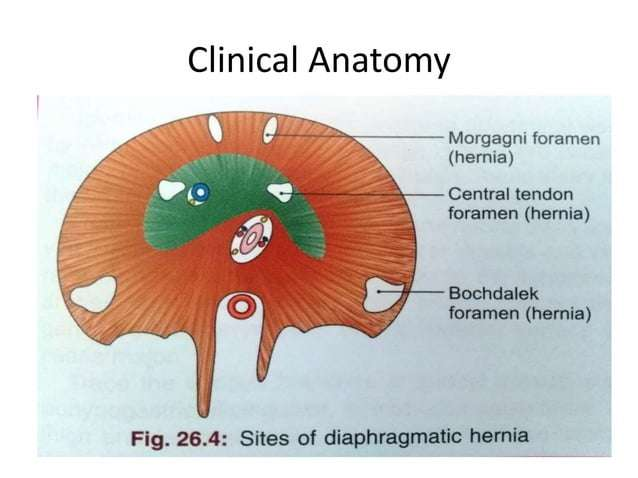 Clinical Anatomy
Morgagni foramen
(hernia)
Central tendon
foramen (hernia)
Bochdalek
foramen (hernia)
Fig. 26.4: Sites of diaphragmatic hernia